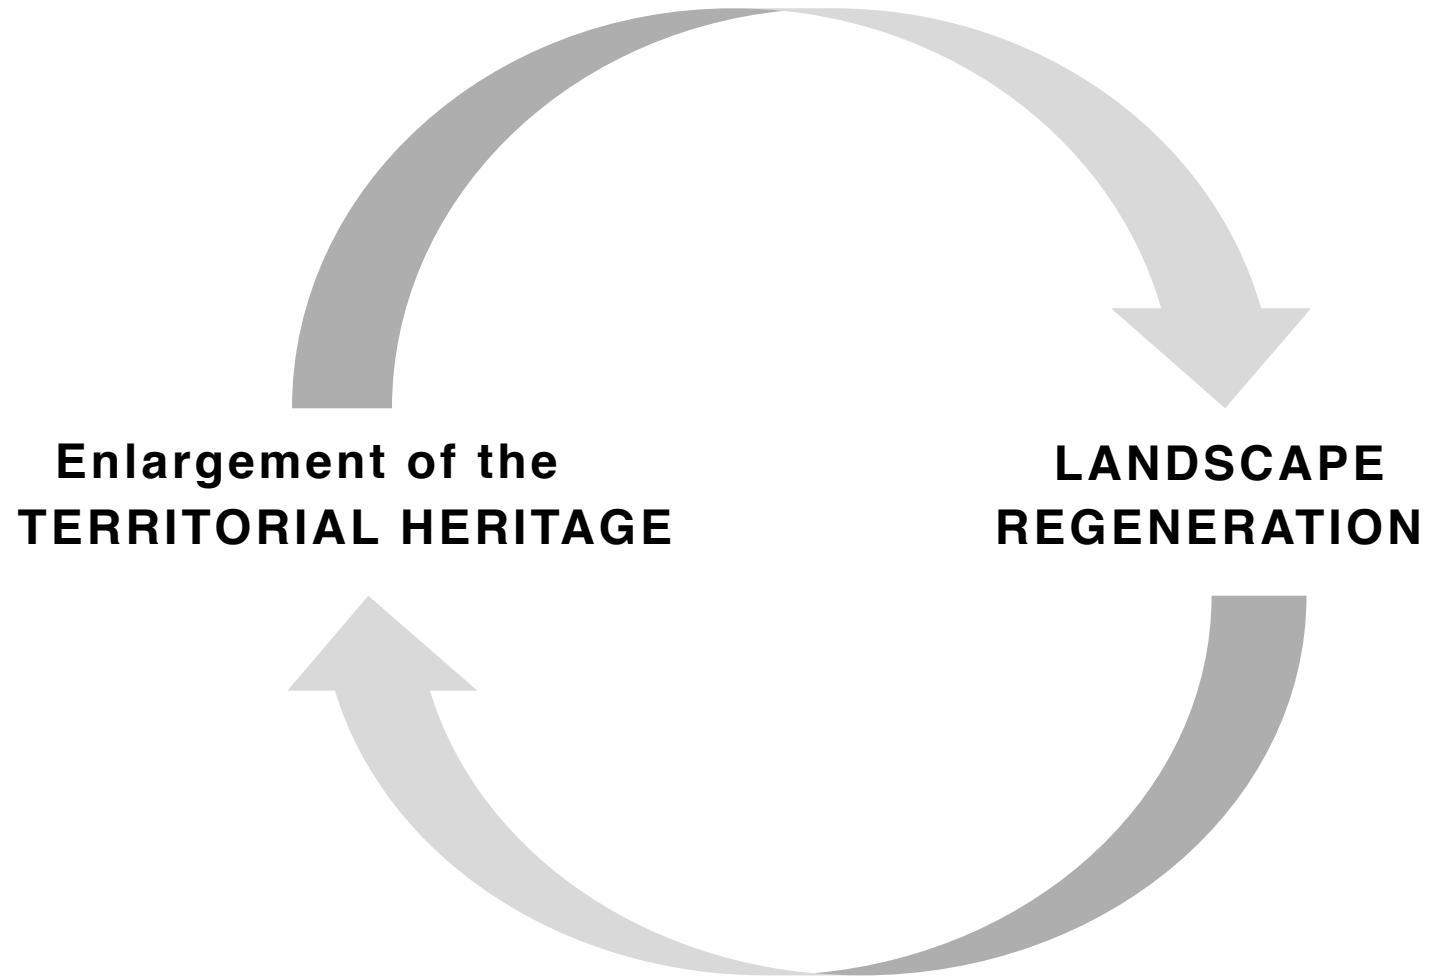 Enlargement of the
TERRITORIAL HERITAGE
LANDSCAPE
REGENERATION